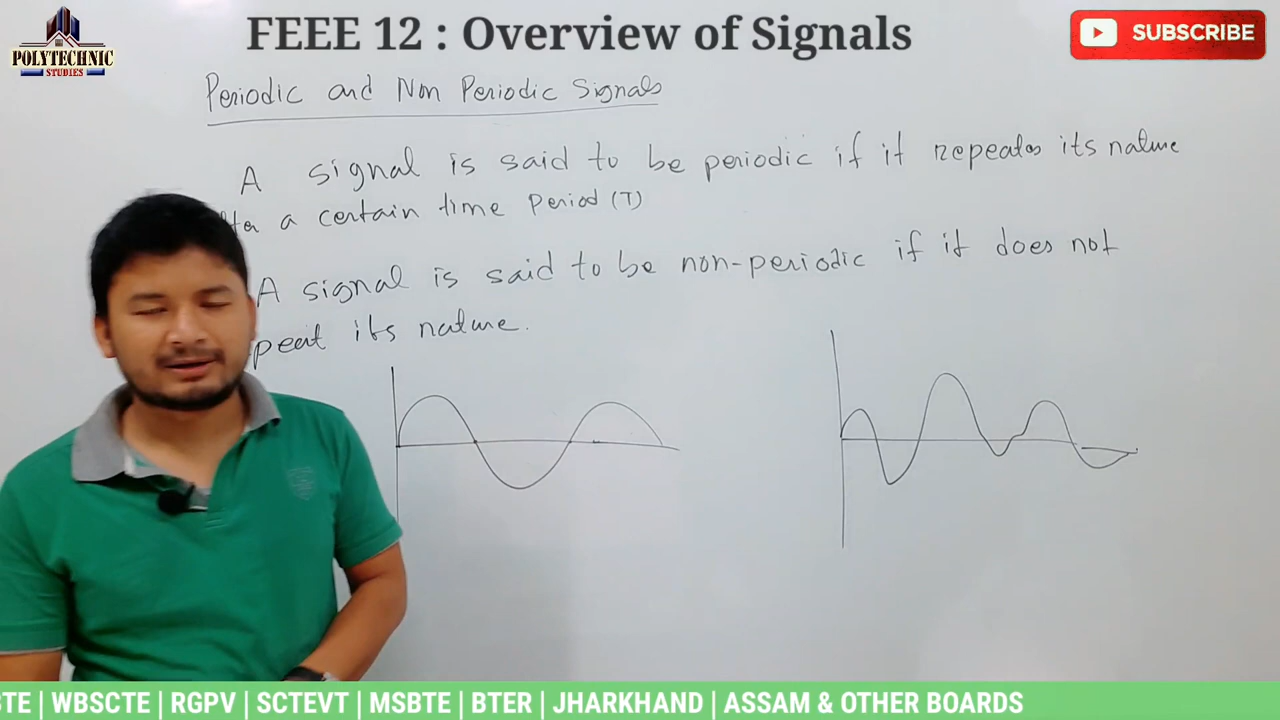 FEEE 12 : Overview of Signals
SUBSCRIBE
POLYTECHNIC
STUDIES
Periodic and Non Periodic Signals
A signal is said to be periodic if it repeats its nature
a certain time Period (T)
A signal is said to be non-periodic if it does not
peat its nature.
TE | WBSCTE | RGPV | SCTEVT | MSBTE | BTER | JHARKHAND | ASSAM & OTHER BOARDS